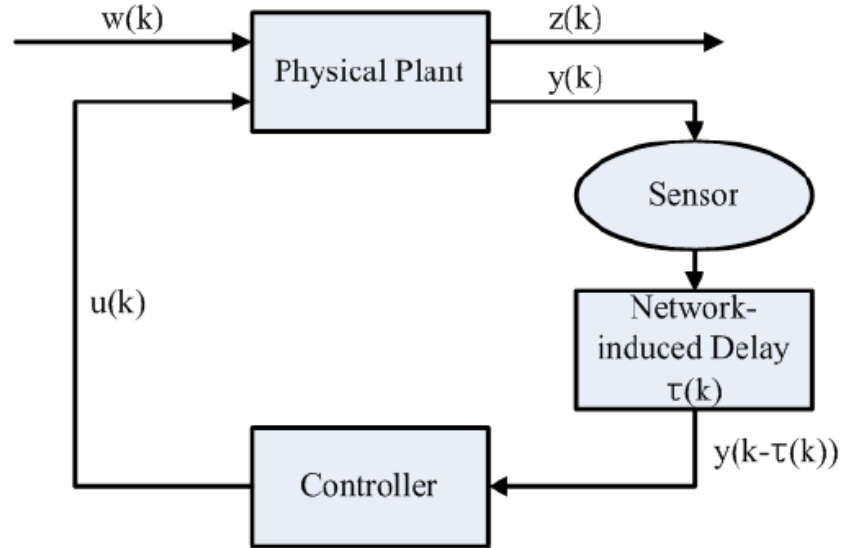 w(k)
z(k)
Physical Plant
y(k)
Sensor
u(k)
Network-
induced Delay
τ(k)
y(k-τ(k))
Controller